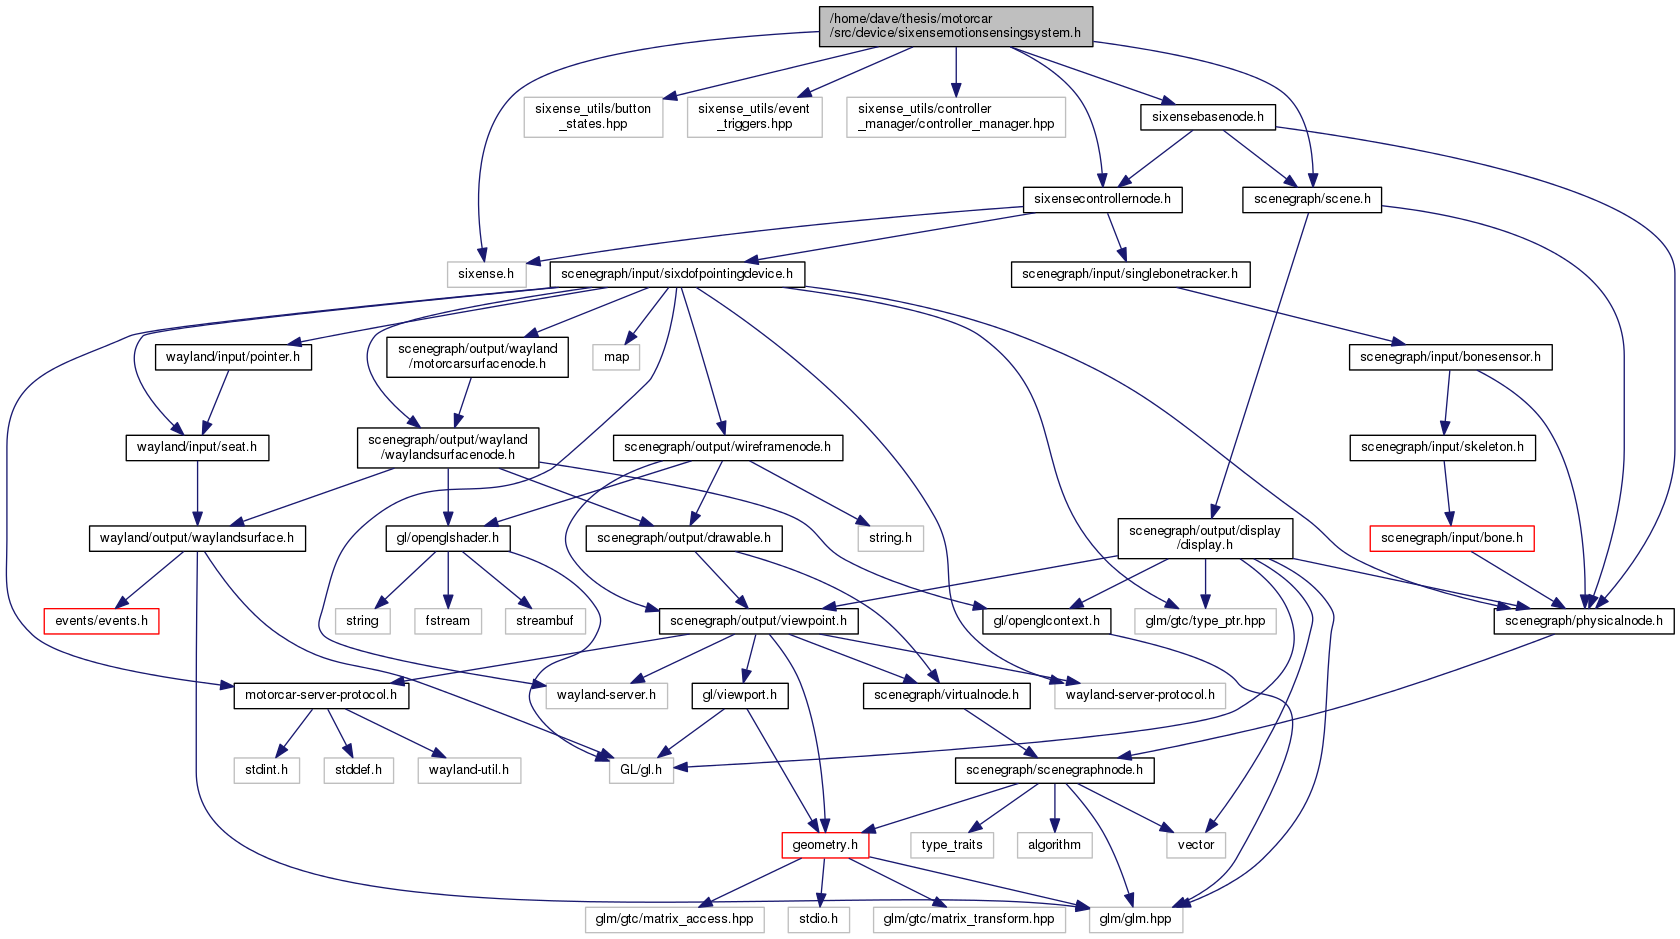 /home/dave/thesis/motorcar
/src/device/sixensemotionsensingsystem.h
sixense_utils/button
_states.hpp
sixense_utils/event
_triggers.hpp
sixense_utils/controller
_manager/controller_manager.hpp
sixensebasenode.h
sixensecontrollernode.h
scenegraph/scene.h
sixense.h
scenegraph/input/sixdofpointingdevice.h
scenegraph/input/singlebonetracker.h
wayland/input/pointer.h
scenegraph/output/wayland
/motorcarsurfacenode.h
map
scenegraph/input/bonesensor.h
wayland/input/seat.h
scenegraph/output/wayland
/waylandsurfacenode.h
scenegraph/output/wireframenode.h
scenegraph/input/skeleton.h
wayland/output/waylandsurface.h
gl/openglshader.h
scenegraph/output/drawable.h
string.h
scenegraph/output/display
/display.h
scenegraph/input/bone.h
events/events.h
string
fstream
streambuf
scenegraph/output/viewpoint.h
gl/openglcontext.h
glm/gtc/type_ptr.hpp
scenegraph/physicalnode.h
motorcar-server-protocol.h
wayland-server.h
gl/viewport.h
scenegraph/virtualnode.h
wayland-server-protocol.h
stdint.h
stddef.h
wayland-util.h
GL/gl.h
scenegraph/scenegraphnode.h
geometry.h
type_traits
algorithm
vector
glm/gtc/matrix_access.hpp
stdio.h
glm/gtc/matrix_transform.hpp
glm/glm.hpp